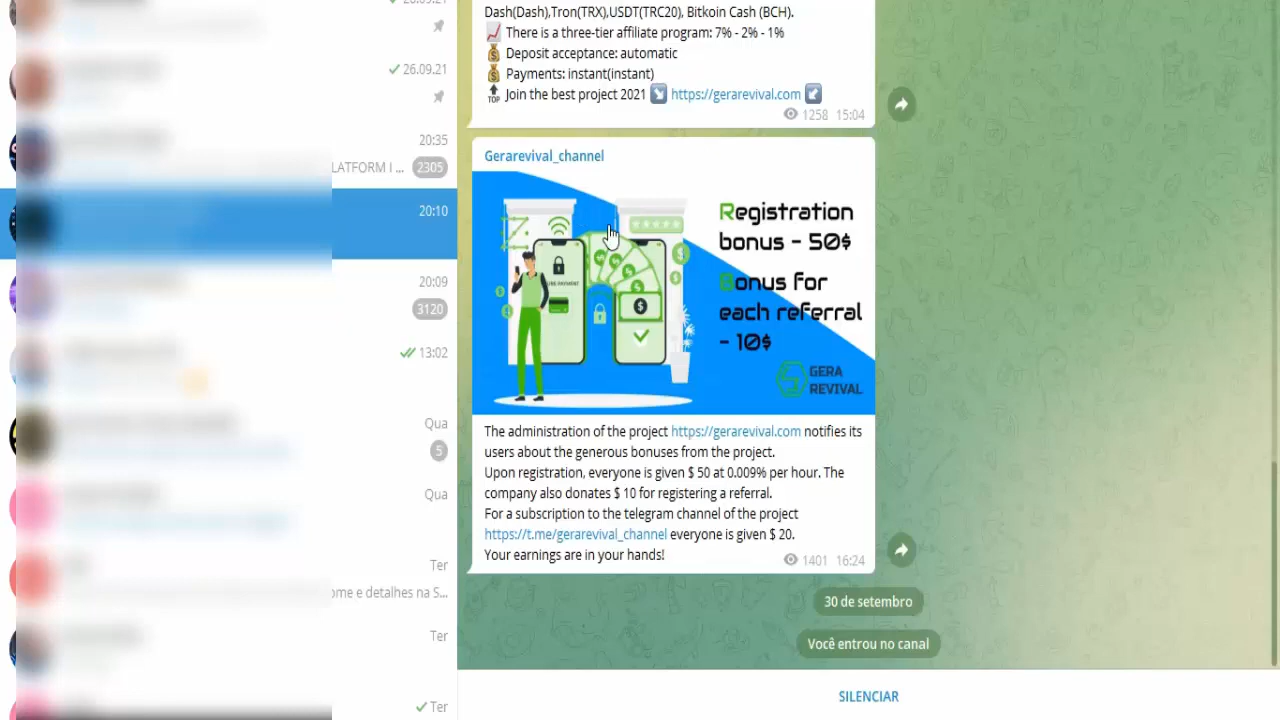 26.09.21
20:35
LATFORM I ...
2305
20:10
20:09
3120
13:02
Qua
5
Qua
Ter
ome e detalhes na S...
Ter
Ter
Dash(Dash),Tron(TRX),USDT(TRC20), Bitkoin Cash (BCH).
There is a three-tier affiliate program: 7% - 2% - 1%
Deposit acceptance: automatic
Payments: instant(instant)
TOP Join the best project 2021 https://gerarevival.com
1258 15:04
Gerarevival_channel
Registration
bonus - 50$
Bonus for
each referral
- 10$
GERA
REVIVAL
The administration of the project https://gerarevival.com notifies its
users about the generous bonuses from the project.
Upon registration, everyone is given $ 50 at 0.009% per hour. The
company also donates $ 10 for registering a referral.
For a subscription to the telegram channel of the project
https://t.me/gerarevival_channel everyone is given $ 20.
Your earnings are in your hands!
1401 16:24
30 de setembro
Você entrou no canal
SILENCIAR